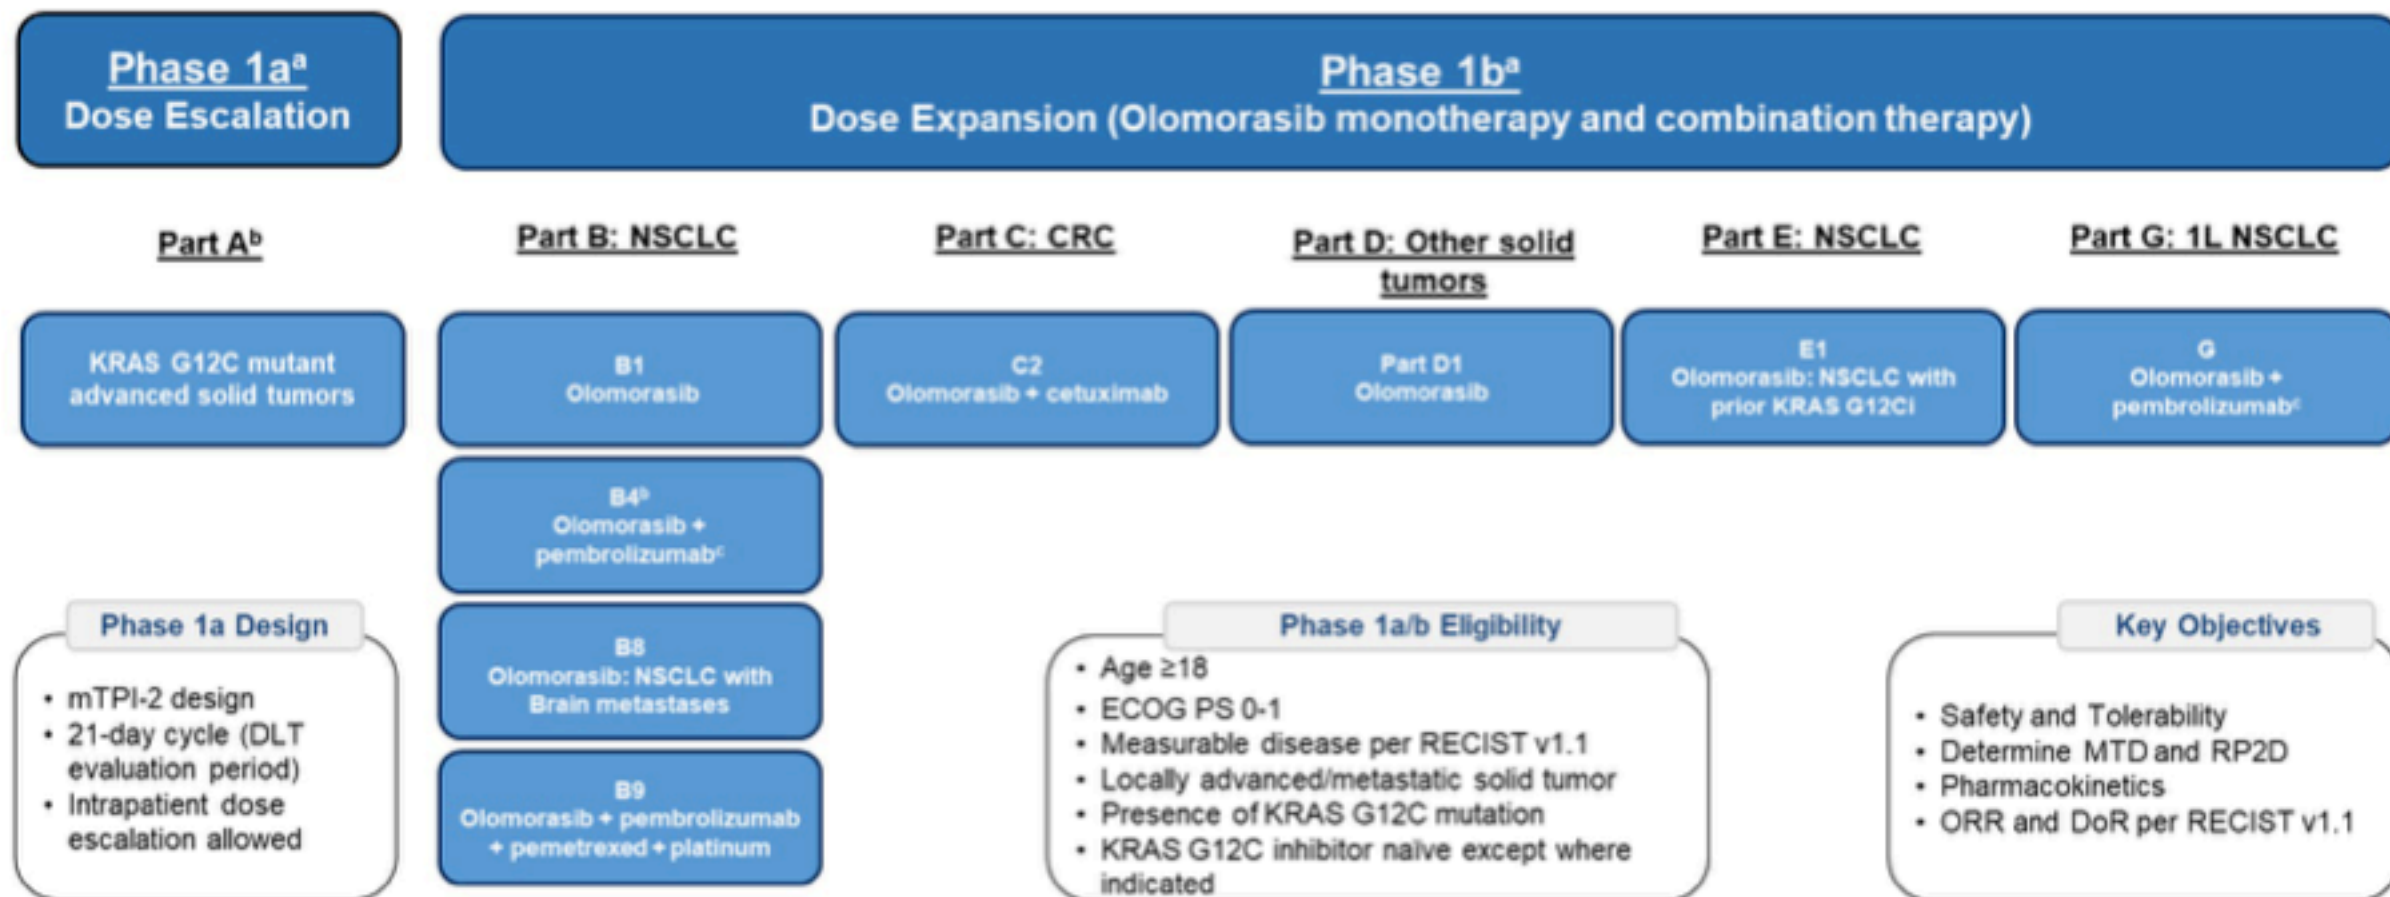 Phase 1aᵃ
Dose Escalation
Phase 1bᵃ
Dose Expansion (Olomorasib monotherapy and combination therapy)
Part Aᵇ
KRAS G12C mutant
advanced solid tumors
Part B: NSCLC
B1
Olomorasib
B4ᵇ
Olomorasib +
pembrolizumabᶜ
B8
Olomorasib: NSCLC with
Brain metastases
B9
Olomorasib + pembrolizumab
+ pemetrexed + platinum
Part C: CRC
C2
Olomorasib + cetuximab
Part D: Other solid
tumors
Part D1
Olomorasib
Part E: NSCLC
E1
Olomorasib: NSCLC with
prior KRAS G12Ci
Part G: 1L NSCLC
G
Olomorasib +
pembrolizumabᶜ
Phase 1a Design
• mTPI-2 design
• 21-day cycle (DLT
evaluation period)
• Intrapatient dose
escalation allowed
Phase 1a/b Eligibility
• Age ≥18
• ECOG PS 0-1
• Measurable disease per RECIST v1.1
• Locally advanced/metastatic solid tumor
• Presence of KRAS G12C mutation
• KRAS G12C inhibitor naïve except where
indicated
Key Objectives
• Safety and Tolerability
• Determine MTD and RP2D
• Pharmacokinetics
• ORR and DoR per RECIST v1.1